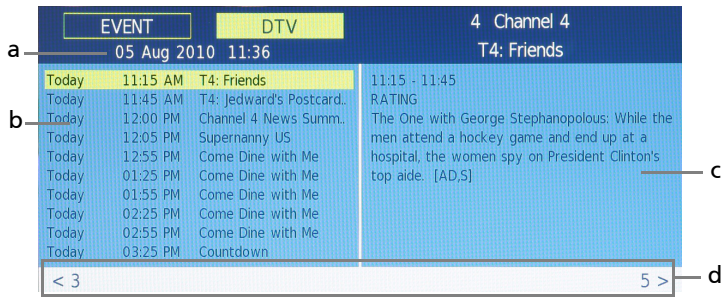 EVENT DTV
4 Channel 4
a 05 Aug 2010 11:36
T4: Friends
Today 11:15 AM T4: Friends
Today 11:45 AM T4: Jedward's Postcard..
b Today 12:00 PM Channel 4 News Summ..
Today 12:05 PM Supernanny US
Today 12:55 PM Come Dine with Me
Today 01:25 PM Come Dine with Me
Today 01:55 PM Come Dine with Me
Today 02:25 PM Come Dine with Me
Today 02:55 PM Come Dine with Me
Today 03:25 PM Countdown
11:15 - 11:45
RATING
The One with George Stephanopolous: While the
men attend a hockey game and end up at a
hospital, the women spy on President Clinton's
top aide. [AD,S]
c
< 3 5 >
d